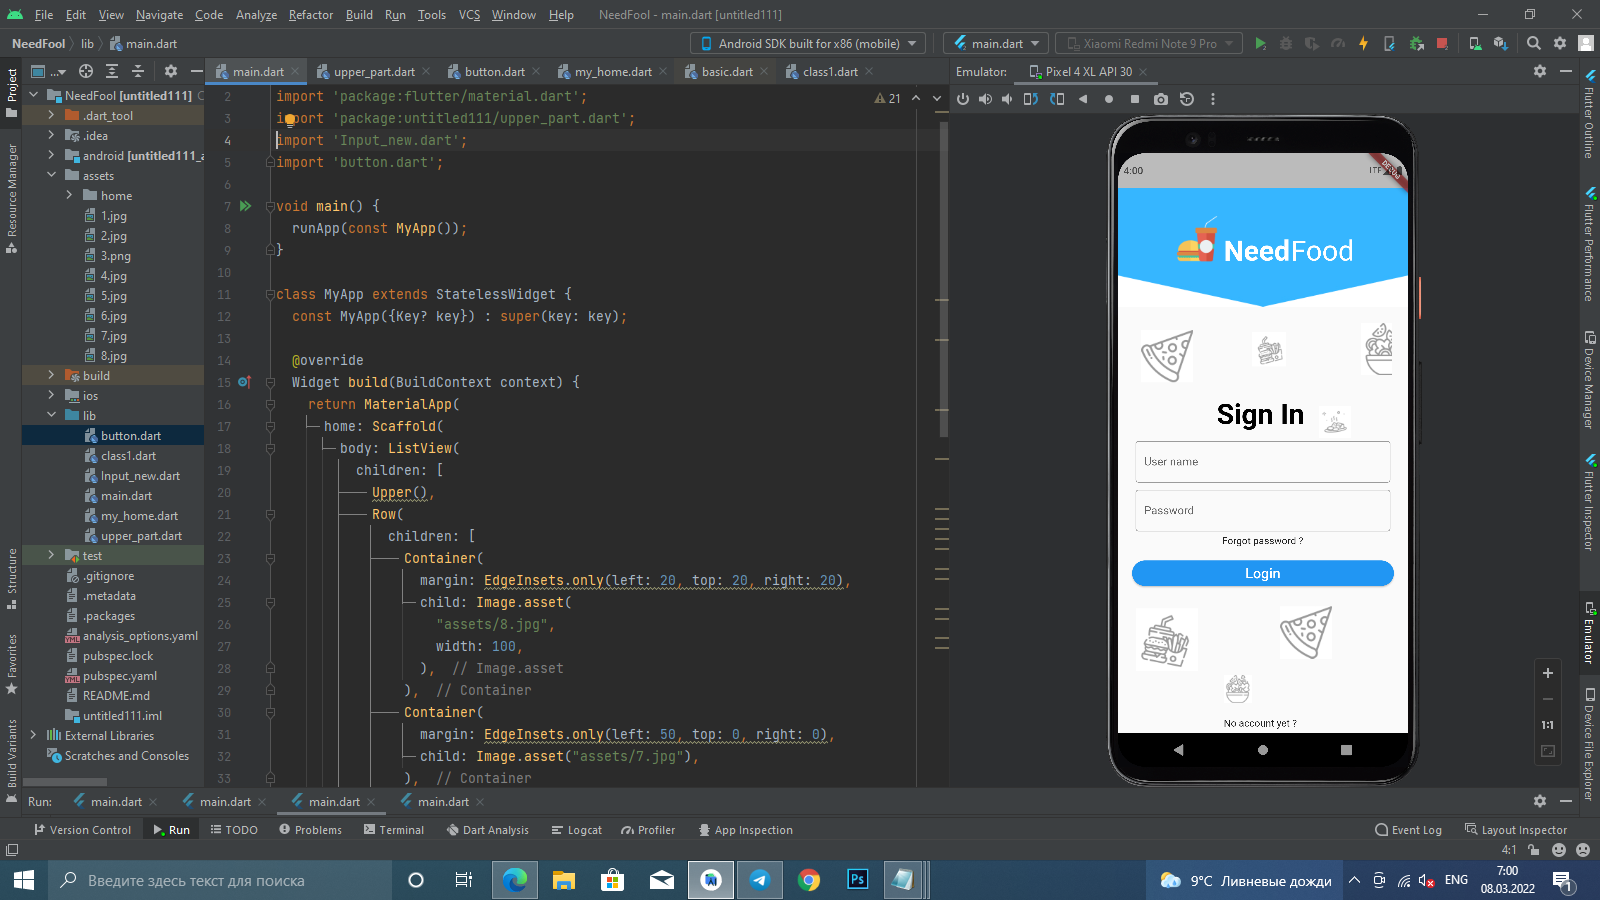 File Edit View Navigate Code Analyze Refactor Build Run Tools VCS Window Help NeedFool - main.dart [untitled111]
NeedFool lib main.dart
Android SDK built for x86 (mobile) main.dart Xiaomi Redmi Note 9 Pro
main.dart upper_part.dart button.dart my_home.dart basic.dart class1.dart
Emulator: Pixel 4 XL API 30
Project
Resource Manager
Structure
Favorites
Build Variants
NeedFool [untitled111]
.dart_tool
.idea
android [untitled111_a
assets
home
1.jpg
2.jpg
3.png
4.jpg
5.jpg
6.jpg
7.jpg
8.jpg
build
ios
lib
button.dart
class1.dart
Input_new.dart
main.dart
my_home.dart
upper_part.dart
test
.gitignore
.metadata
.packages
analysis_options.yaml
pubspec.lock
pubspec.yaml
README.md
untitled111.iml
External Libraries
Scratches and Consoles
21
2 import 'package:flutter/material.dart';
3 import 'package:untitled111/upper_part.dart';
4 import 'Input_new.dart';
5 import 'button.dart';
6
7 void main() {
8 runApp(const MyApp());
9 }
10
11 class MyApp extends StatelessWidget {
12 const MyApp({Key? key}) : super(key: key);
13
14 @override
15 Widget build(BuildContext context) {
16 return MaterialApp(
17 home: Scaffold(
18 body: ListView(
19 children: [
20 Upper(),
21 Row(
22 children: [
23 Container(
24 margin: EdgeInsets.only(left: 20, top: 20, right: 20),
25 child: Image.asset(
26 "assets/8.jpg",
27 width: 100,
28 ), // Image.asset
29 ), // Container
30 Container(
31 margin: EdgeInsets.only(left: 50, top: 0, right: 0),
32 child: Image.asset("assets/7.jpg"),
33 ), // Container
4:00
LTE
DEBUG
NeedFood
Sign In
User name
Password
Forgot password ?
Login
No account yet ?
1:1
Flutter Outline
Flutter Performance
Device Manager
Flutter Inspector
Emulator
Device File Explorer
Run: main.dart main.dart main.dart main.dart
Version Control Run TODO Problems Terminal Dart Analysis Logcat Profiler App Inspection Event Log Layout Inspector
4:1
Введите здесь текст для поиска
Ps
9°C Ливневые дожди
ENG
7:00
08.03.2022
1